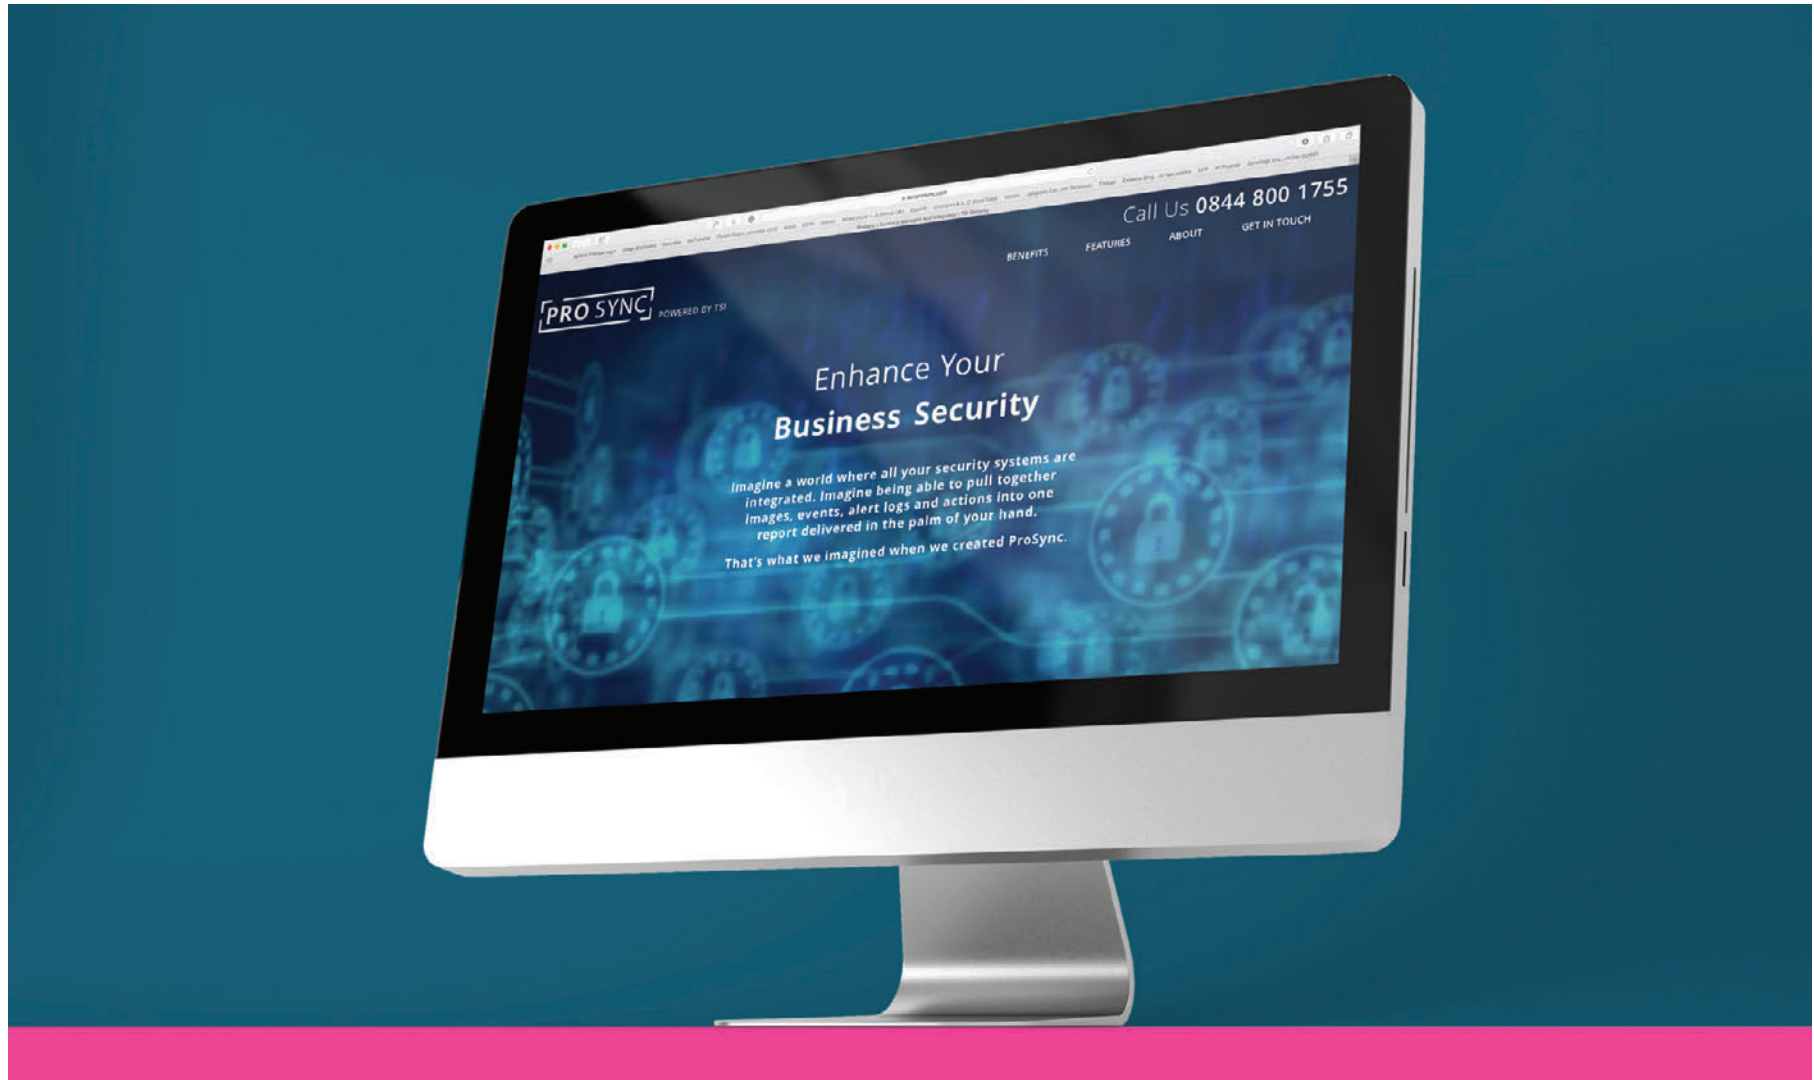 Call Us 0844 800 1755
BENEFITS FEATURES ABOUT GET IN TOUCH
PRO SYNC POWERED BY TSI
Enhance Your
Business Security
Imagine a world where all your security systems are
integrated. Imagine being able to pull together
images, events, alert logs and actions into one
report delivered in the palm of your hand.
That's what we imagined when we created ProSync.